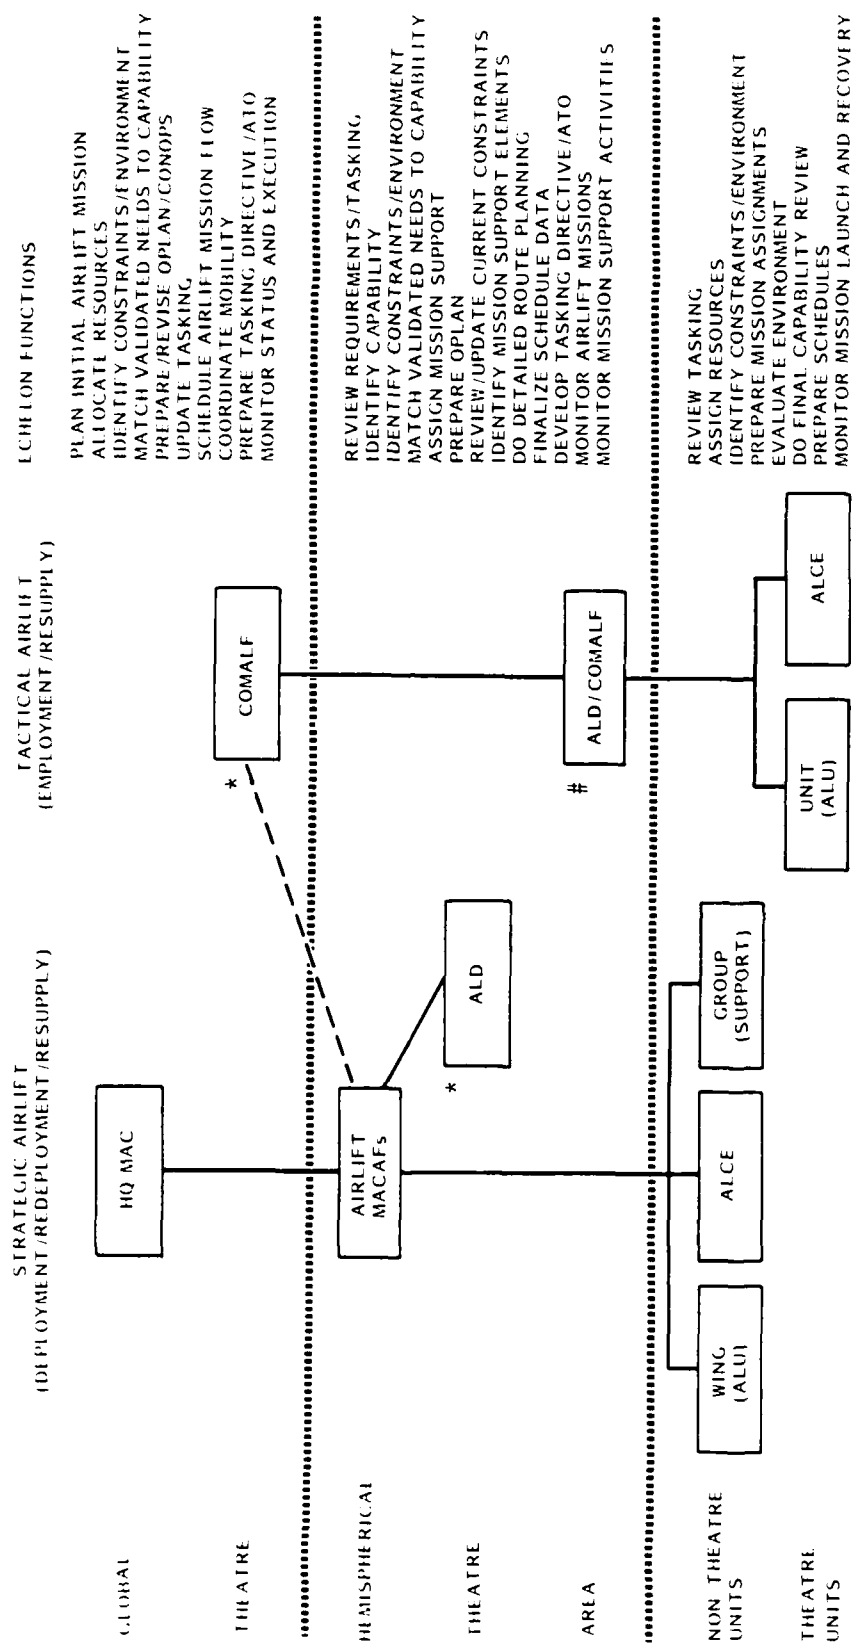 STRATEGIC AIRLIFT
(DEPLOYMENT/REDEPLOYMENT/RESUPPLY)
TACTICAL AIRLIFT
(EMPLOYMENT/RESUPPLY)
ECHELON FUNCTIONS
GLOBAL
HQ MAC
THEATRE
*
COMALF
PLAN INITIAL AIRLIFT MISSION
ALLOCATE RESOURCES
IDENTIFY CONSTRAINTS/ENVIRONMENT
MATCH VALIDATED NEEDS TO CAPABILITY
PREPARE/REVISE OPLAN/CONOPS
UPDATE TASKING
SCHEDULE AIRLIFT MISSION FLOW
COORDINATE MOBILITY
PREPARE TASKING DIRECTIVE/ATO
MONITOR STATUS AND EXECUTION
HEMISPHERICAL
AIRLIFT
MACAFs
THEATRE
*
ALD
AREA
#
ALD/COMALF
REVIEW REQUIREMENTS/TASKING
IDENTIFY CAPABILITY
IDENTIFY CONSTRAINTS/ENVIRONMENT
MATCH VALIDATED NEEDS TO CAPABILITY
ASSIGN MISSION SUPPORT
PREPARE OPLAN
REVIEW/UPDATE CURRENT CONSTRAINTS
IDENTIFY MISSION SUPPORT ELEMENTS
DO DETAILED ROUTE PLANNING
FINALIZE SCHEDULE DATA
DEVELOP TASKING DIRECTIVE/ATO
MONITOR AIRLIFT MISSIONS
MONITOR MISSION SUPPORT ACTIVITIES
NON THEATRE
UNITS
WING
(ALU)
ALCE
GROUP
(SUPPORT)
THEATRE
UNITS
UNIT
(ALU)
ALCE
REVIEW TASKING
ASSIGN RESOURCES
IDENTIFY CONSTRAINTS/ENVIRONMENT
PREPARE MISSION ASSIGNMENTS
EVALUATE ENVIRONMENT
DO FINAL CAPABILITY REVIEW
PREPARE SCHEDULES
MONITOR MISSION LAUNCH AND RECOVERY